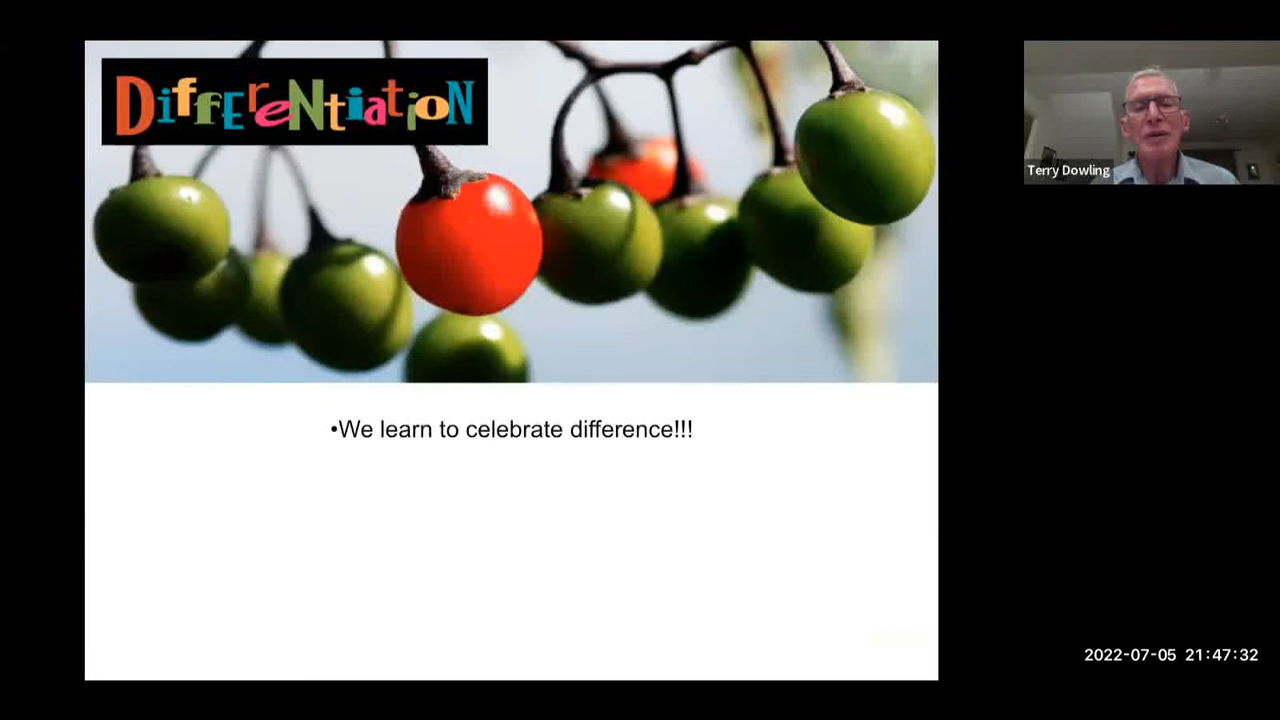 DiffEreNtiatioN
•We learn to celebrate difference!!!
Terry Dowling
2022-07-05 21:47:32